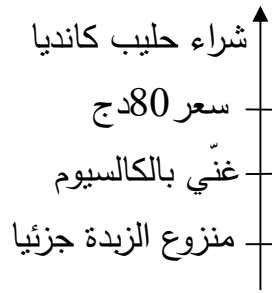 شراء حليب كانديا
سعر 80دج
غنّي بالكالسيوم
منزوع الزبدة جزئيا